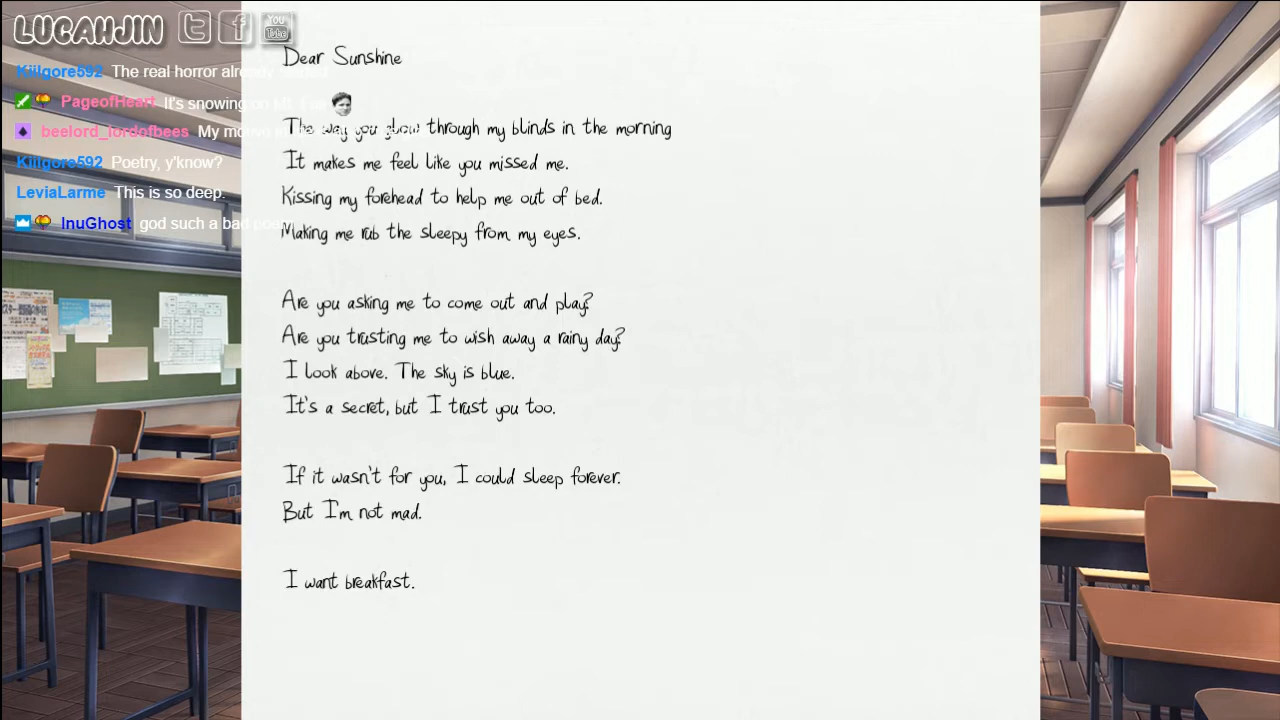 LUCAHJIN
YOU
Tube
Kiilgore592 The real horror already
PageofHeart It's snowing on
beelord_lordofbees My
Kiilgore592 Poetry, y'know?
LeviaLarme This is so deep.
InuGhost god such a bad poem
Dear Sunshine
The way you glow through my blinds in the morning
It makes me feel like you missed me.
Kissing my forehead to help me out of bed.
Making me rub the sleepy from my eyes.
Are you asking me to come out and play?
Are you trusting me to wish away a rainy day?
I look above. The sky is blue.
It's a secret, but I trust you too.
If it wasn't for you, I could sleep forever.
But I'm not mad.
I want breakfast.